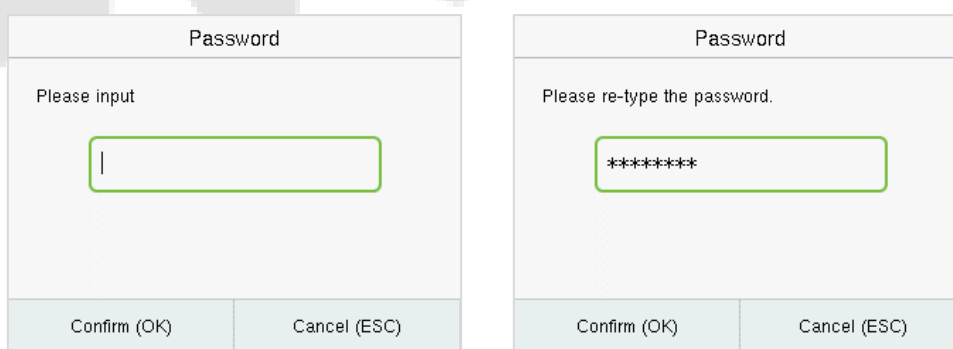 Password
Please input
Confirm (OK) Cancel (ESC)
Password
Please re-type the password.
********
Confirm (OK) Cancel (ESC)